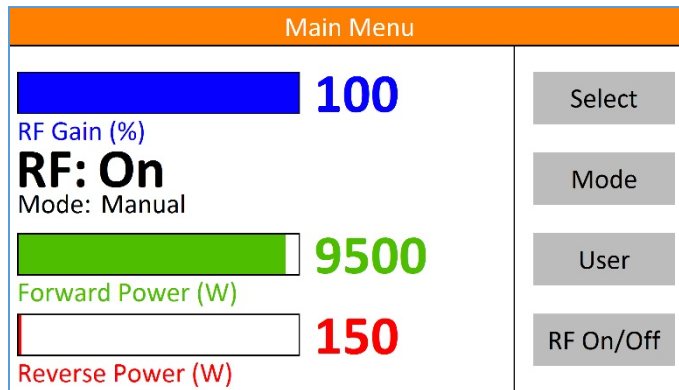 Main Menu
100
RF Gain (%)
RF: On
Mode: Manual
9500
Forward Power (W)
150
Reverse Power (W)
Select
Mode
User
RF On/Off